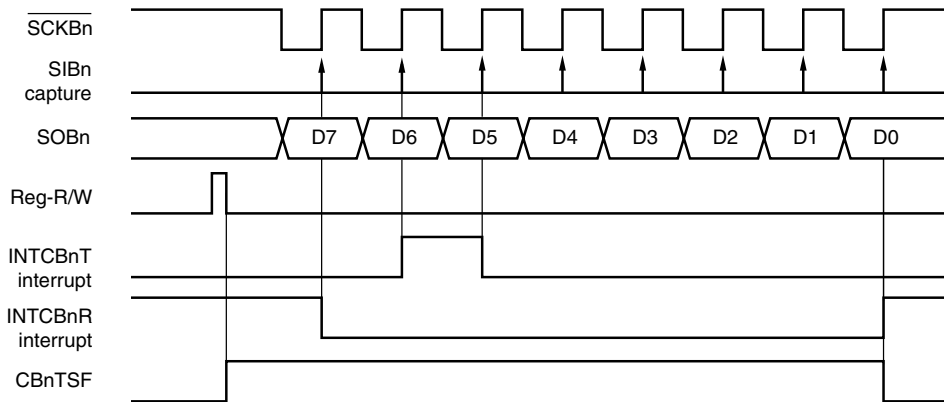 SCKBn
SIBn
capture
SOBn
D7 D6 D5 D4 D3 D2 D1 D0
Reg-R/W
INTCBnT
interrupt
INTCBnR
interrupt
CBnTSF